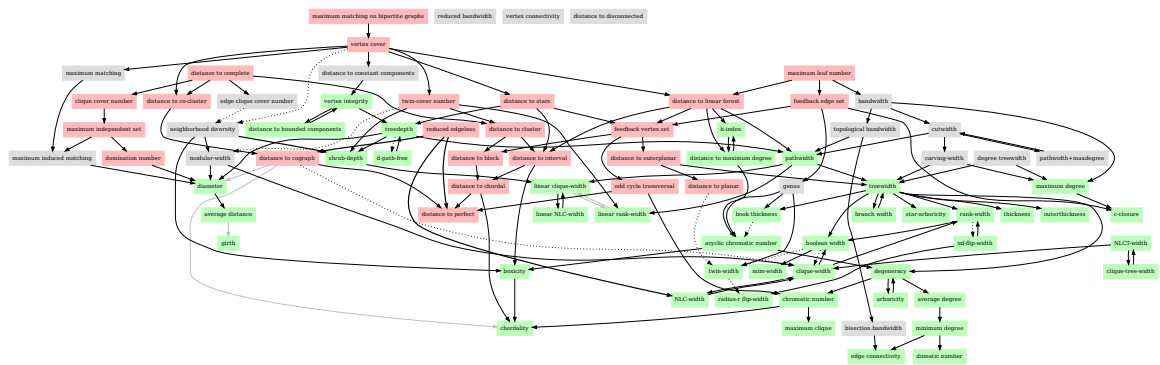 maximum matching on bipartite graphs
reduced bandwidth
vertex connectivity
distance to disconnected
vertex cover
maximum matching
distance to complete
distance to constant components
maximum leaf number
clique cover number
distance to co-cluster
edge clique cover number
vertex integrity
twin-cover number
distance to stars
distance to linear forest
feedback edge set
bandwidth
maximum independent set
neighborhood diversity
distance to bounded components
treedepth
reduced edgeless
distance to cluster
feedback vertex set
h-index
topological bandwidth
cutwidth
maximum induced matching
domination number
modular-width
distance to cograph
shrub-depth
d-path-free
distance to block
distance to interval
distance to outerplanar
distance to maximum degree
pathwidth
carving-width
degree treewidth
pathwidth+maxdegree
diameter
distance to chordal
linear clique-width
odd cycle transversal
distance to planar
genus
treewidth
maximum degree
average distance
distance to perfect
linear NLC-width
linear rank-width
book thickness
branch width
star-arboricity
rank-width
thickness
outerthickness
c-closure
girth
acyclic chromatic number
boolean width
inf-flip-width
NLCT-width
boxicity
twin-width
mim-width
clique-width
degeneracy
clique-tree-width
NLC-width
radius-r flip-width
chromatic number
arboricity
average degree
chordality
maximum clique
bisection bandwidth
minimum degree
edge connectivity
domatic number